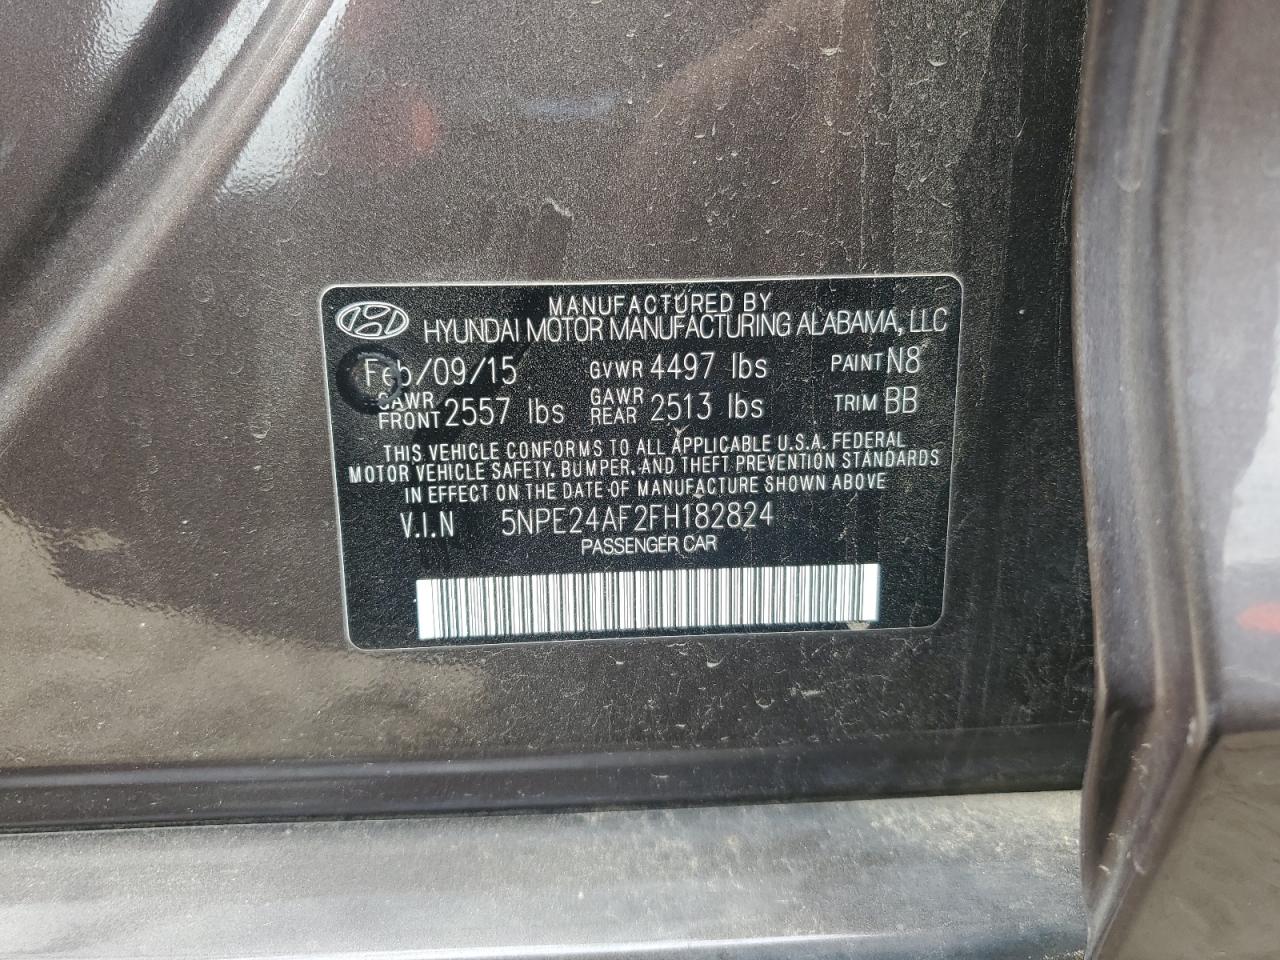 MANUFACTURED BY
HYUNDAI MOTOR MANUFACTURING ALABAMA, LLC
Feb/09/15 GVWR 4497 lbs PAINT N8
GAWR FRONT 2557 lbs GAWR REAR 2513 lbs TRIM BB
THIS VEHICLE CONFORMS TO ALL APPLICABLE U.S.A. FEDERAL
MOTOR VEHICLE SAFETY, BUMPER, AND THEFT PREVENTION STANDARDS
IN EFFECT ON THE DATE OF MANUFACTURE SHOWN ABOVE
V.I.N 5NPE24AF2FH182824
PASSENGER CAR